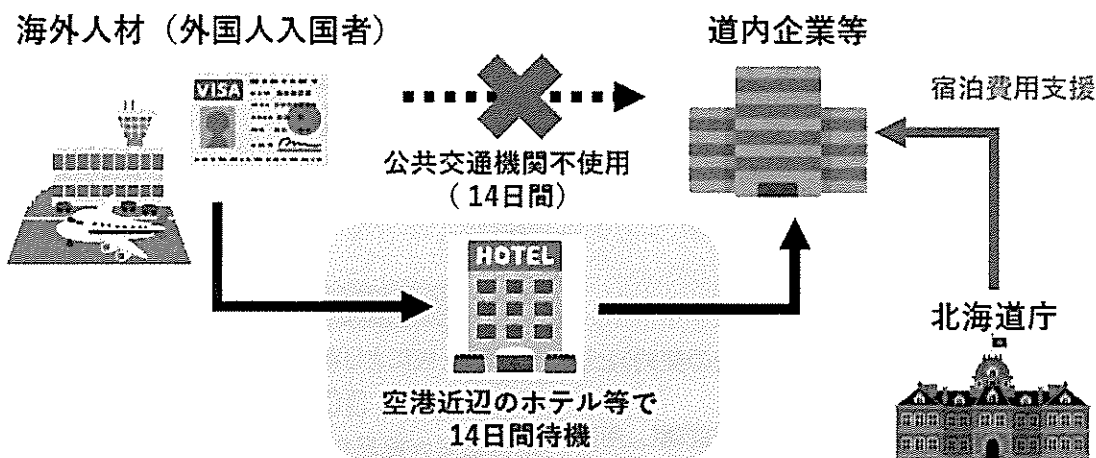 海外人材（外国人入国者）
道内企業等
VISA
宿泊費用支援
公共交通機関不使用
（14日間）
HOTEL
北海道庁
空港近辺のホテル等で
14日間待機